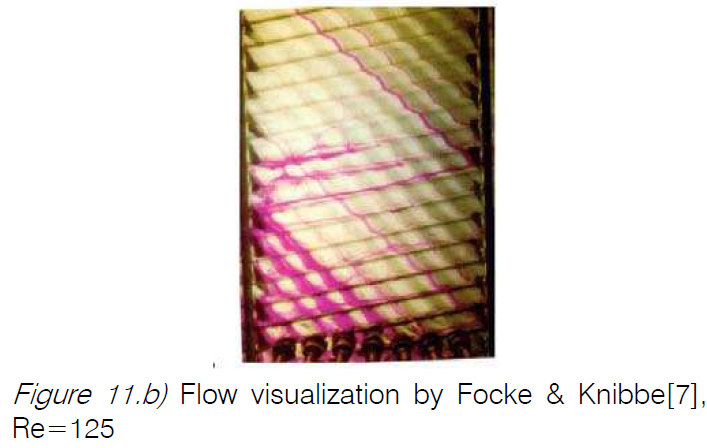 Figure 11.b) Flow visualization by Focke & Knibbe[7],
Re=125